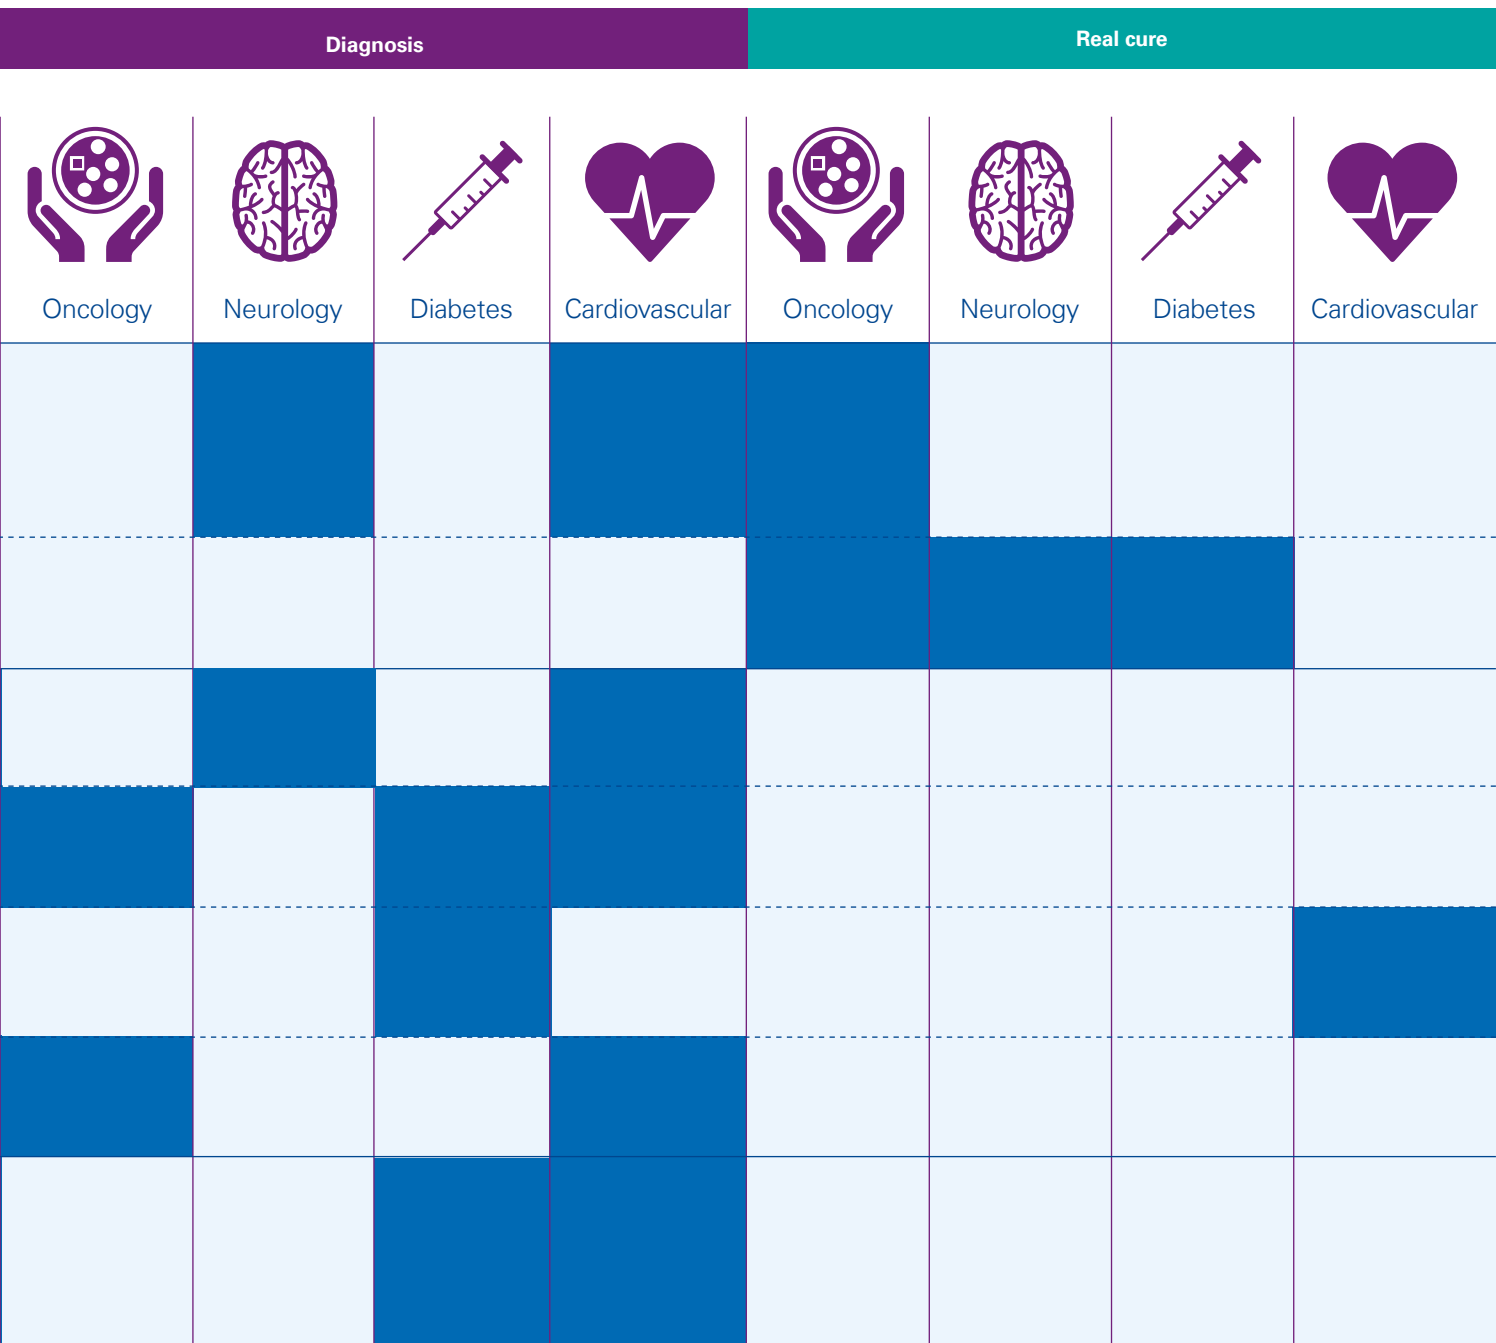 Diagnosis
Real cure
Oncology
Neurology
Diabetes
Cardiovascular
Oncology
Neurology
Diabetes
Cardiovascular